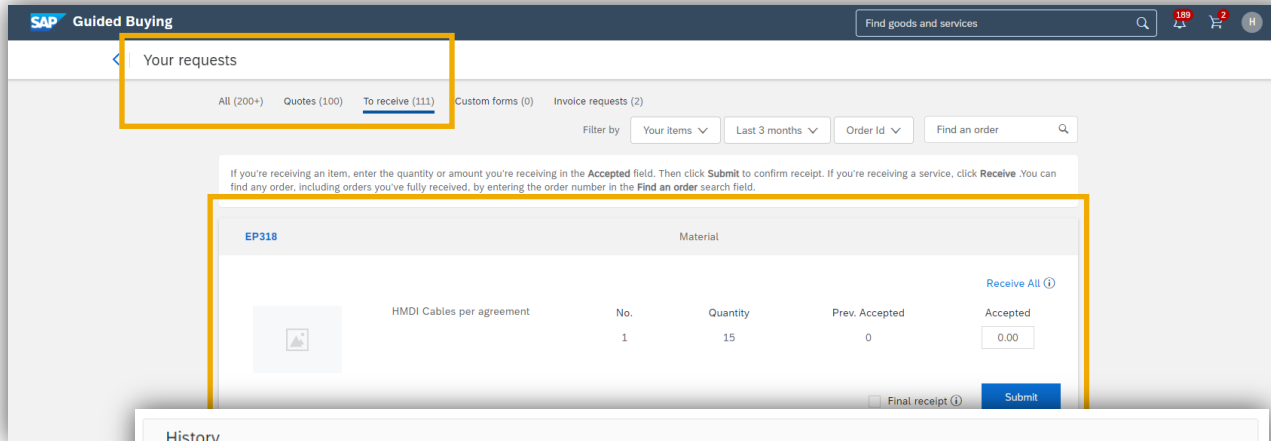 SAP Guided Buying
Find goods and services
189
2
H
Your requests
All (200+) Quotes (100) To receive (111) Custom forms (0) Invoice requests (2)
Filter by Your items Last 3 months Order Id Find an order
If you're receiving an item, enter the quantity or amount you're receiving in the Accepted field. Then click Submit to confirm receipt. If you're receiving a service, click Receive .You can
find any order, including orders you've fully received, by entering the order number in the Find an order search field.
EP318 Material
Receive All
HMDI Cables per agreement No. Quantity Prev. Accepted Accepted
1 15 0 0.00
Final receipt Submit
History